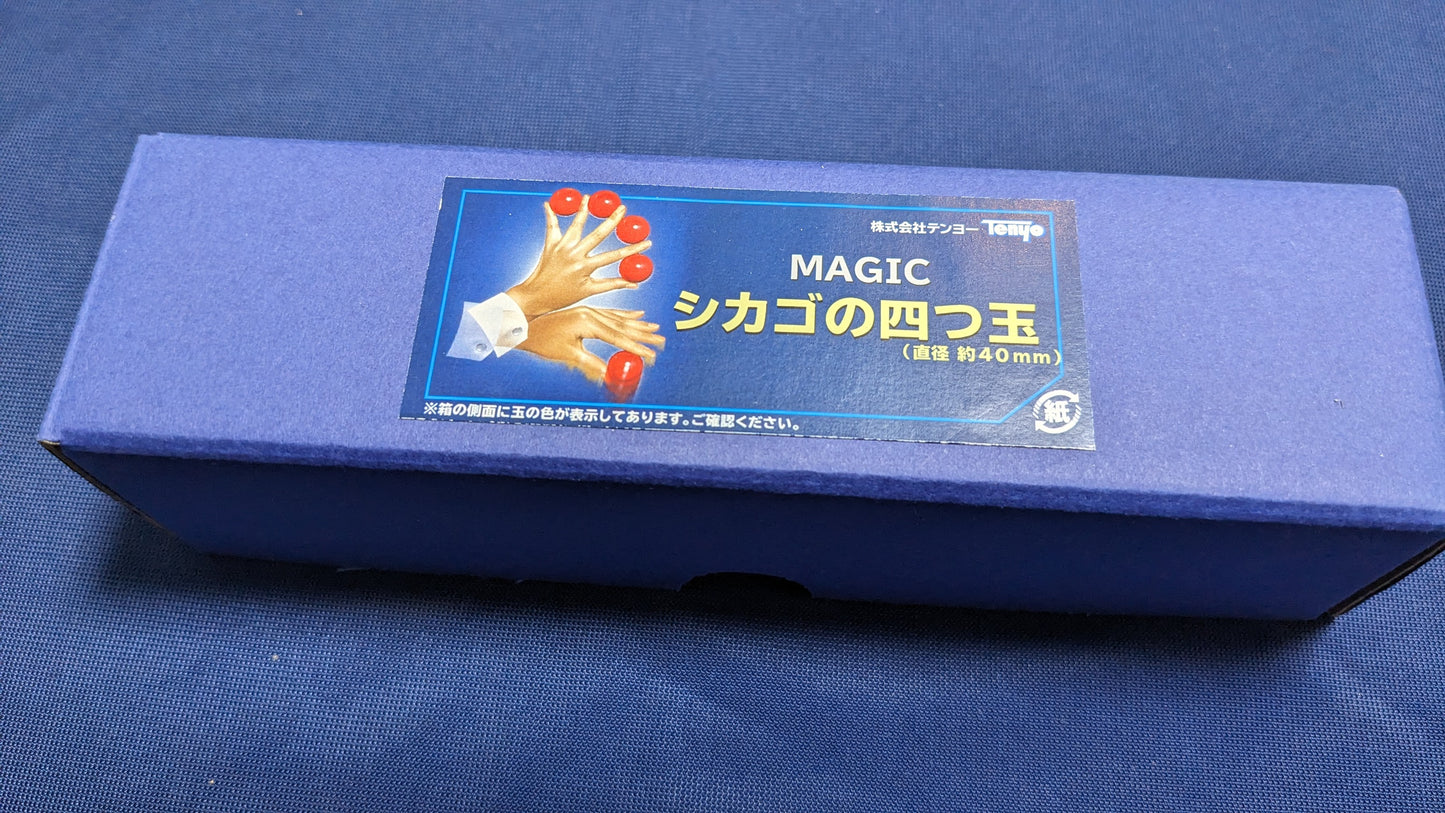 株式会社テンヨー Tenyo
MAGIC
シカゴの四つ玉
(直径 約40mm)
※箱の側面に玉の色が表示してあります。ご確認ください。
紙